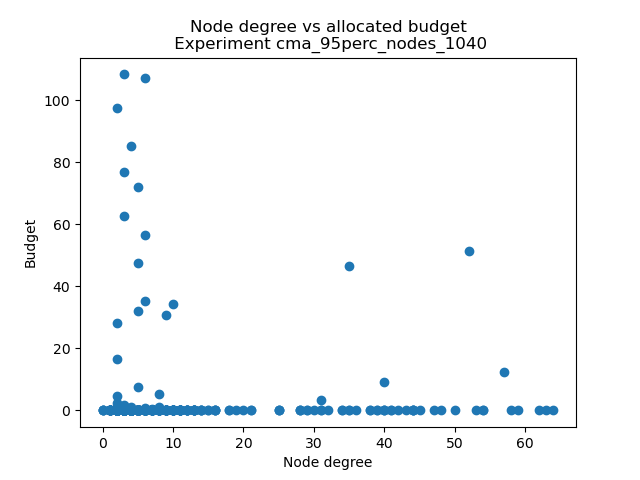 Node degree vs allocated budget
Experiment cma_95perc_nodes_1040
100
80
60
40
20
0
Budget
0 10 20 30 40 50 60
Node degree